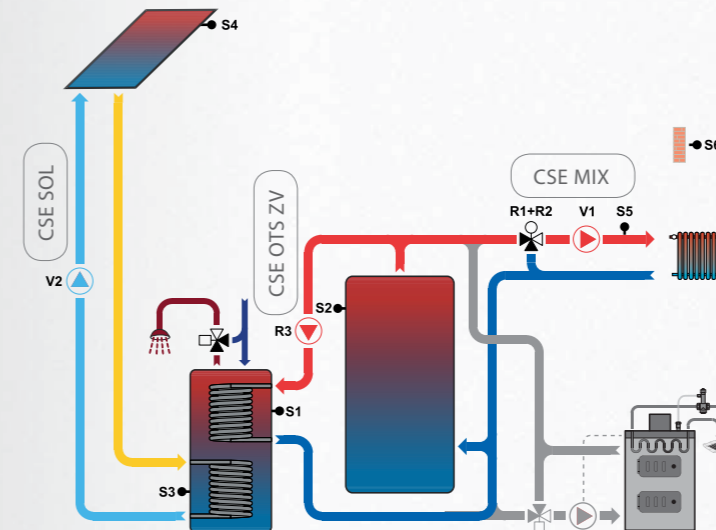 S4
S6
CSE SOL
CSE OTS ZV
CSE MIX
R1+R2
V1
S5
V2
S2
R3
S1
S3